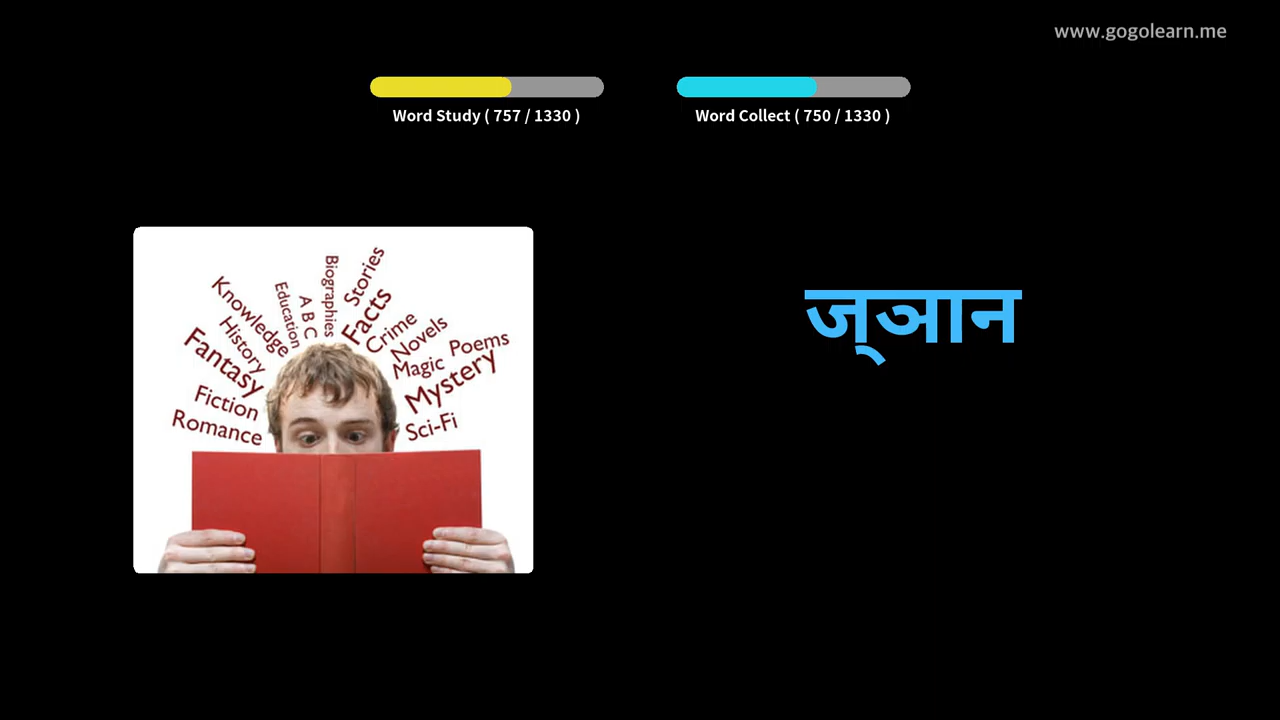 www.gogolearn.me
Word Study ( 757 / 1330 )
Word Collect ( 750 / 1330 )
Knowledge
Education
A B C
Biographies
Stories
Facts
Crime
Novels
Poems
History
Fantasy
Magic
Mystery
Fiction
Romance
Sci-Fi
ज्‌ञान